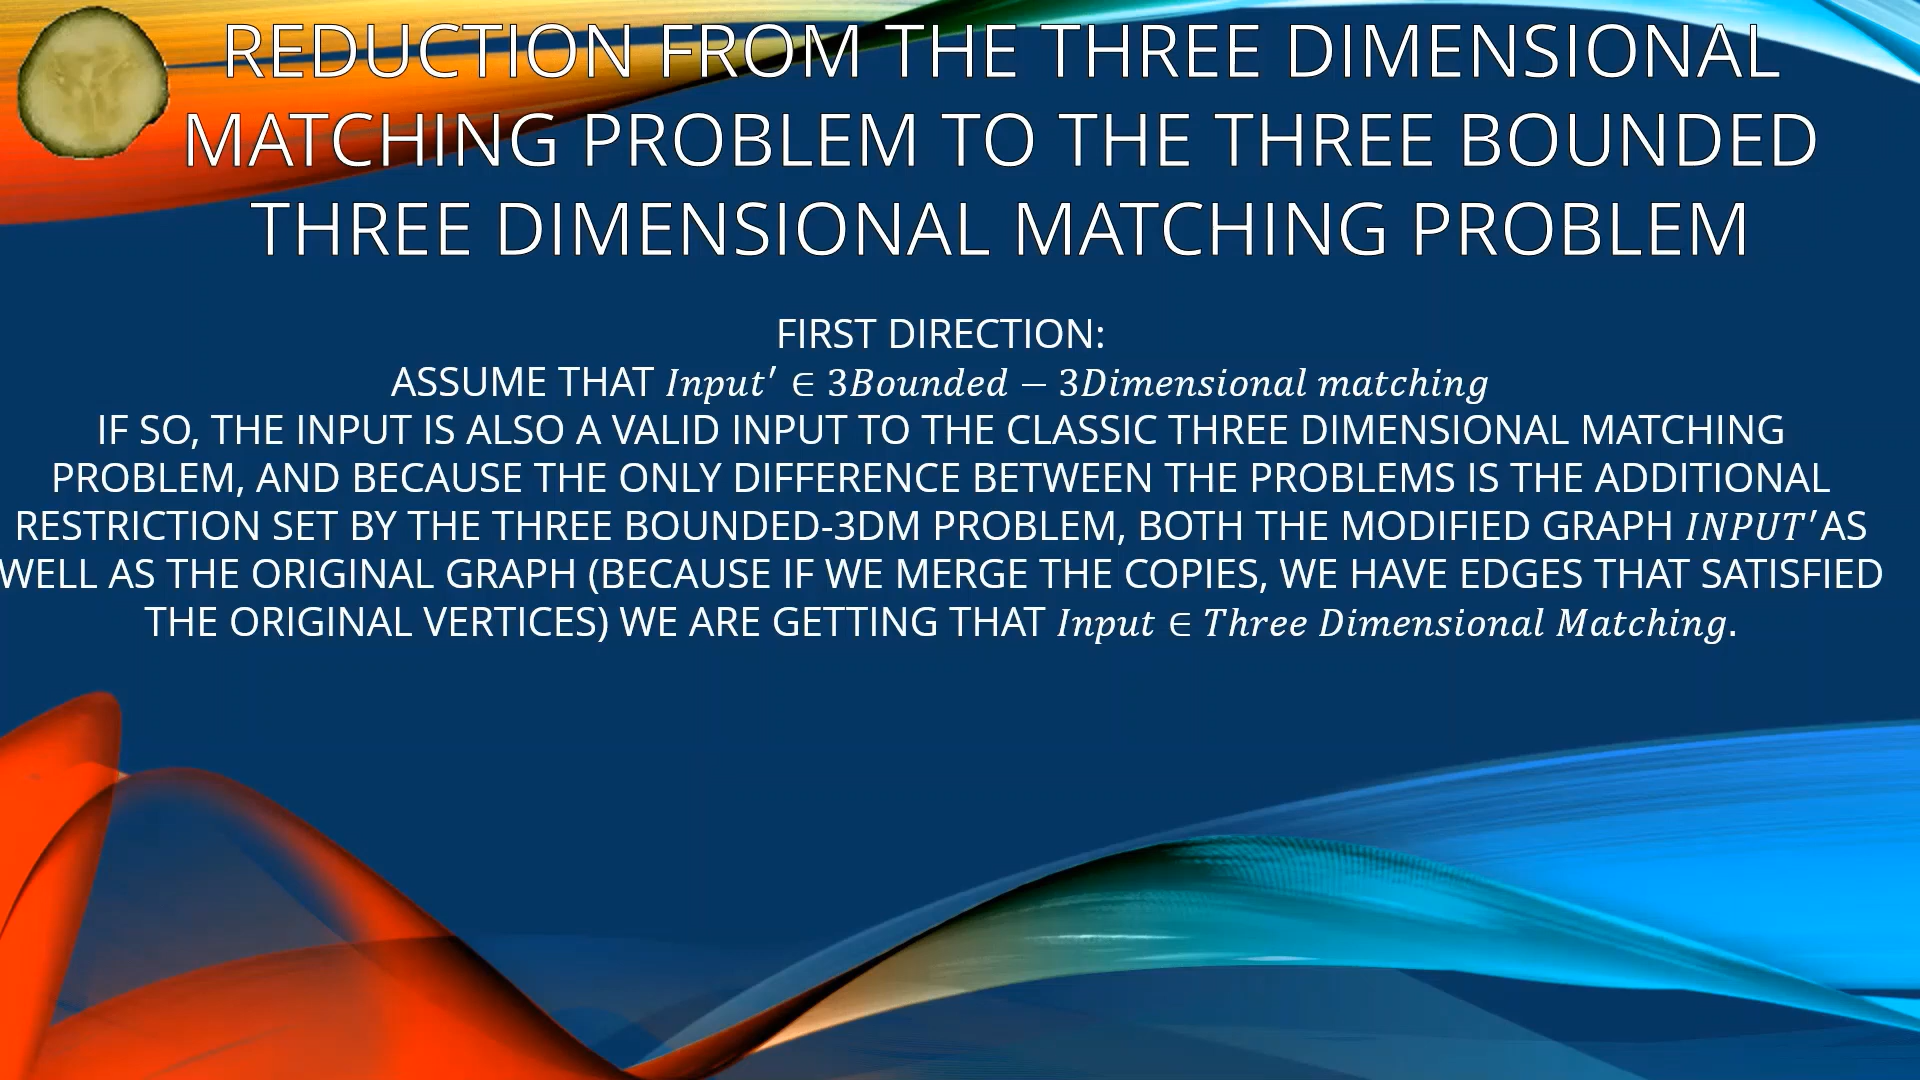 REDUCTION FROM THE THREE DIMENSIONAL
MATCHING PROBLEM TO THE THREE BOUNDED
THREE DIMENSIONAL MATCHING PROBLEM
FIRST DIRECTION:
ASSUME THAT Input′ ∈ 3Bounded − 3Dimensional matching
IF SO, THE INPUT IS ALSO A VALID INPUT TO THE CLASSIC THREE DIMENSIONAL MATCHING
PROBLEM, AND BECAUSE THE ONLY DIFFERENCE BETWEEN THE PROBLEMS IS THE ADDITIONAL
RESTRICTION SET BY THE THREE BOUNDED-3DM PROBLEM, BOTH THE MODIFIED GRAPH INPUT′AS
WELL AS THE ORIGINAL GRAPH (BECAUSE IF WE MERGE THE COPIES, WE HAVE EDGES THAT SATISFIED
THE ORIGINAL VERTICES) WE ARE GETTING THAT Input ∈ Three Dimensional Matching.